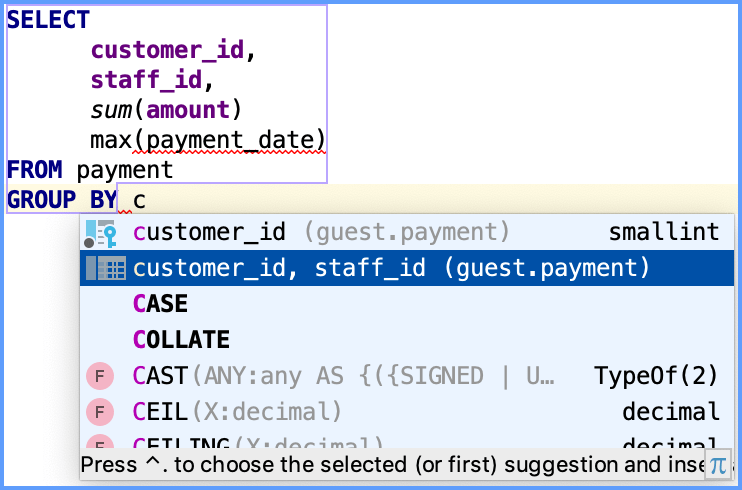 SELECT
customer_id,
staff_id,
sum(amount)
max(payment_date)
FROM payment
GROUP BY c
customer_id (guest.payment) smallint
customer_id, staff_id (guest.payment)
CASE
COLLATE
F CAST(ANY:any AS {({SIGNED | U… TypeOf(2)
F CEIL(X:decimal) decimal
F CEILING(X:decimal) decimal
Press ^. to choose the selected (or first) suggestion and inse π